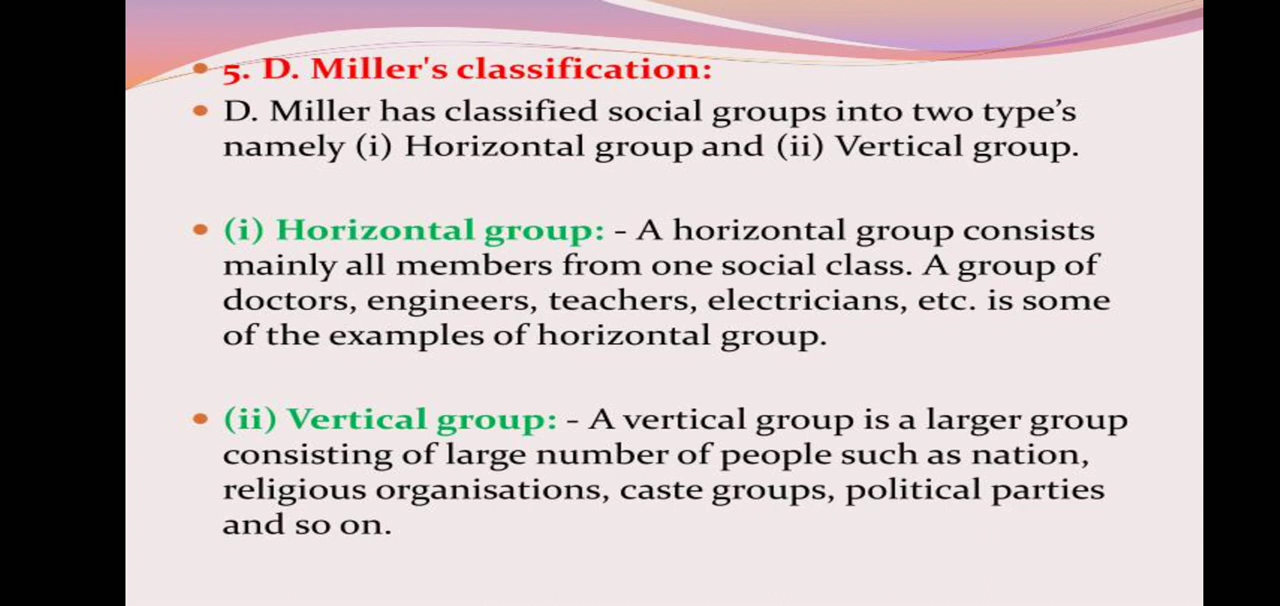 5. D. Miller's classification:
D. Miller has classified social groups into two type’s
namely (i) Horizontal group and (ii) Vertical group.
(i) Horizontal group: - A horizontal group consists
mainly all members from one social class. A group of
doctors, engineers, teachers, electricians, etc. is some
of the examples of horizontal group.
(ii) Vertical group: - A vertical group is a larger group
consisting of large number of people such as nation,
religious organisations, caste groups, political parties
and so on.